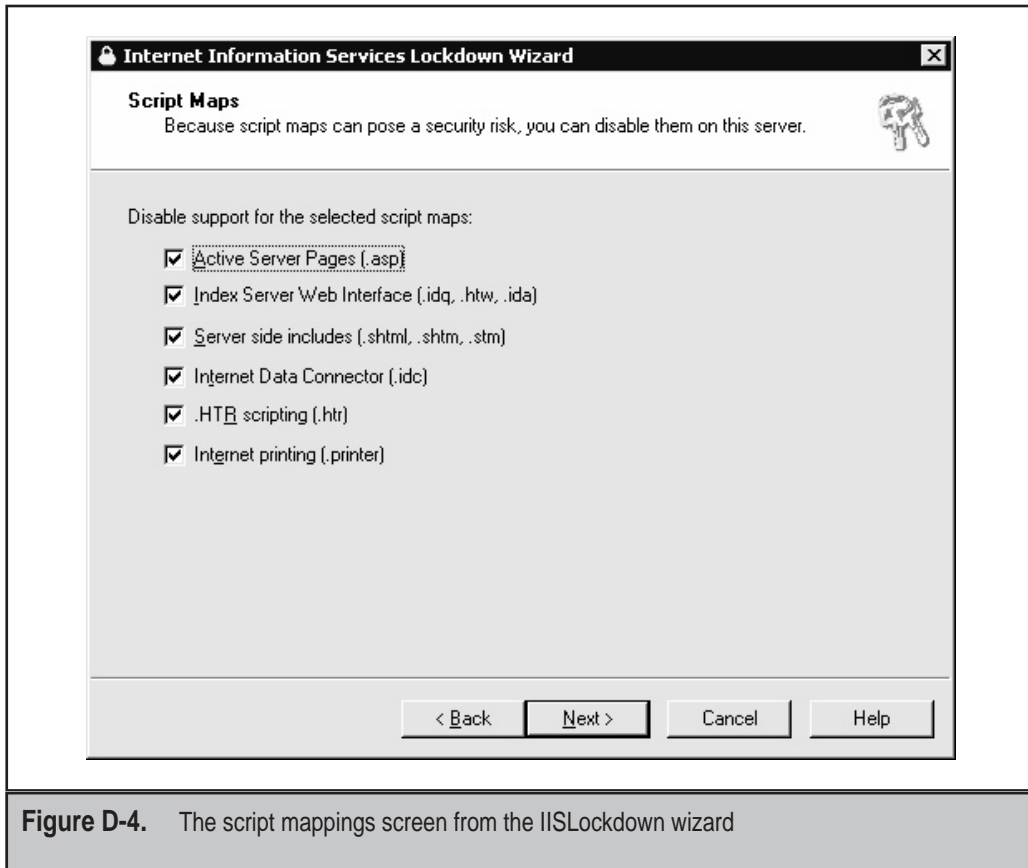 Internet Information Services Lockdown Wizard
Script Maps
Because script maps can pose a security risk, you can disable them on this server.
Disable support for the selected script maps:
Active Server Pages (.asp)
Index Server Web Interface (.idq, .htw, .ida)
Server side includes (.shtml, .shtm, .stm)
Internet Data Connector (.idc)
.HTR scripting (.htr)
Internet printing (.printer)
< Back Next > Cancel Help
Figure D-4. The script mappings screen from the IISLockdown wizard